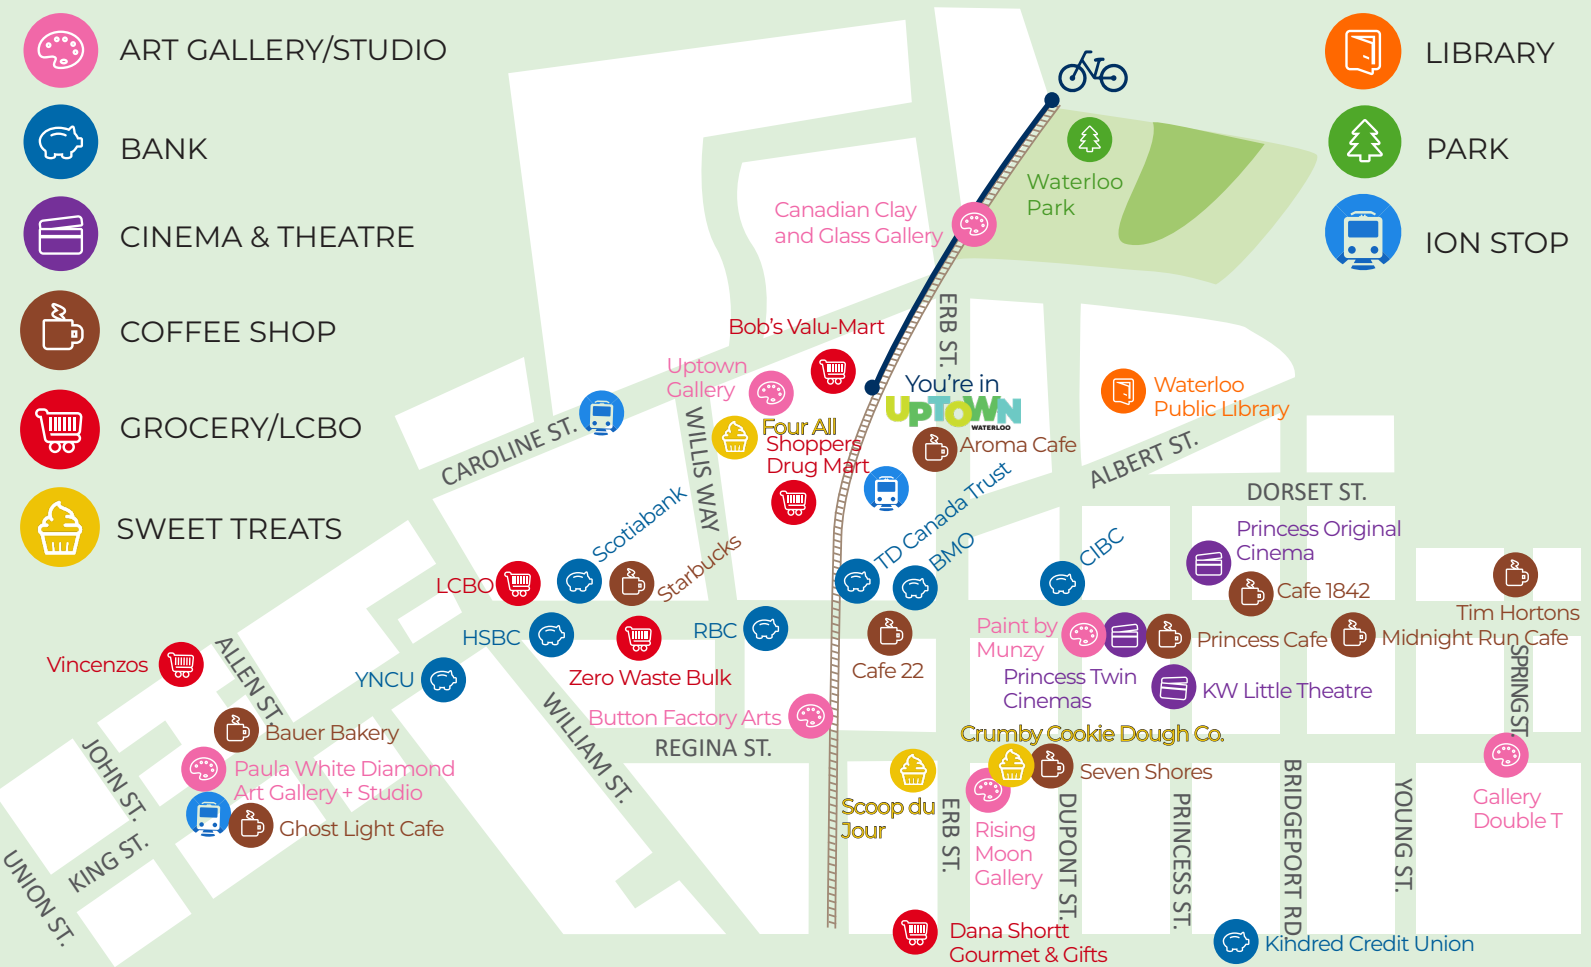 ART GALLERY/STUDIO
BANK
CINEMA & THEATRE
COFFEE SHOP
GROCERY/LCBO
SWEET TREATS
LIBRARY
PARK
ION STOP
Waterloo
Park
Canadian Clay
and Glass Gallery
ERB ST.
Bob's Valu-Mart
Uptown
Gallery
You're in
UPTOWN
WATERLOO
Waterloo
Public Library
CAROLINE ST.
WILLIS WAY
Four All
Shoppers
Drug Mart
Aroma Cafe
ALBERT ST.
DORSET ST.
Scotiabank
Starbucks
LCBO
TD Canada Trust
BMO
CIBC
Princess Original
Cinema
Cafe 1842
Tim Hortons
HSBC
RBC
Paint by
Munzy
Princess Cafe
Midnight Run Cafe
Vincenzos
ALLEN ST.
YNCU
Zero Waste Bulk
Cafe 22
Princess Twin
Cinemas
KW Little Theatre
SPRING ST.
WILLIAM ST.
Button Factory Arts
REGINA ST.
Bauer Bakery
JOHN ST.
Paula White Diamond
Art Gallery + Studio
Ghost Light Cafe
KING ST.
UNION ST.
Crumby Cookie Dough Co.
Seven Shores
Scoop du
Jour
ERB ST.
Rising
Moon
Gallery
DUPONT ST.
PRINCESS ST.
BRIDGEPORT RD
YOUNG ST.
Gallery
Double T
Dana Shortt
Gourmet & Gifts
Kindred Credit Union